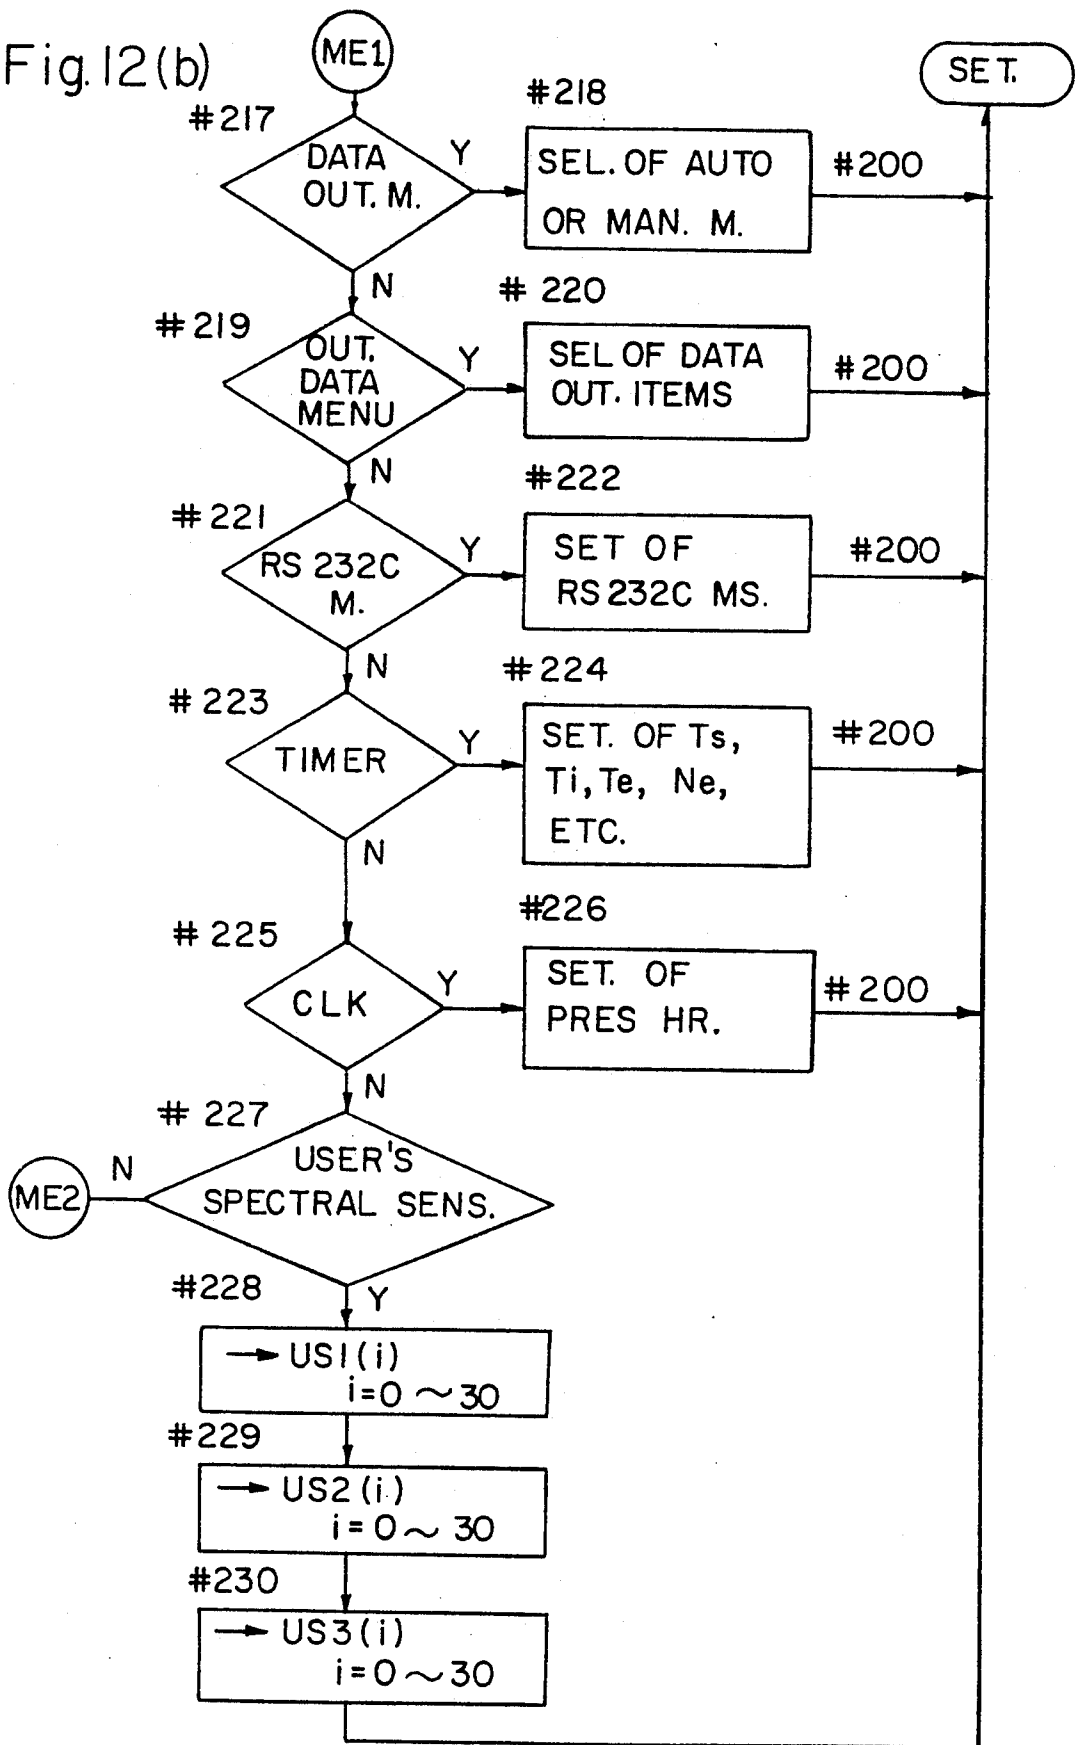 Fig. 12(b)
ME1
SET.
#217
DATA
OUT. M.
Y
#218
SEL. OF AUTO
OR MAN. M.
#200
N
#219
OUT.
DATA
MENU
Y
# 220
SEL OF DATA
OUT. ITEMS
#200
N
#221
RS 232C
M.
Y
#222
SET OF
RS232C MS.
#200
N
#223
TIMER
Y
#224
SET. OF Ts,
Ti, Te, Ne,
ETC.
#200
N
# 225
CLK
Y
#226
SET. OF
PRES HR.
# 200
N
# 227
USER'S
SPECTRAL SENS.
N
ME2
Y
#228
→ US1(i)
i=0 ~ 30
#229
→ US2(i)
i=0 ~ 30
#230
→ US3(i)
i=0 ~ 30